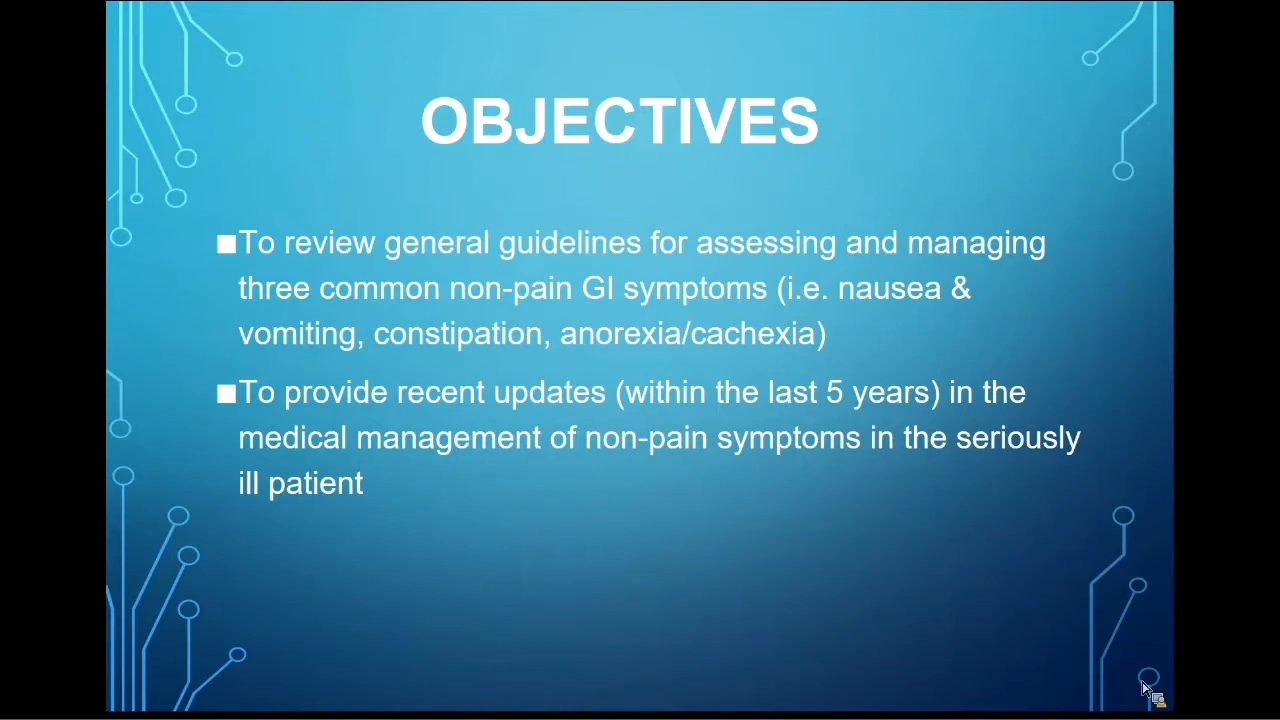 OBJECTIVES
■To review general guidelines for assessing and managing
three common non-pain GI symptoms (i.e. nausea &
vomiting, constipation, anorexia/cachexia)
■To provide recent updates (within the last 5 years) in the
medical management of non-pain symptoms in the seriously
ill patient